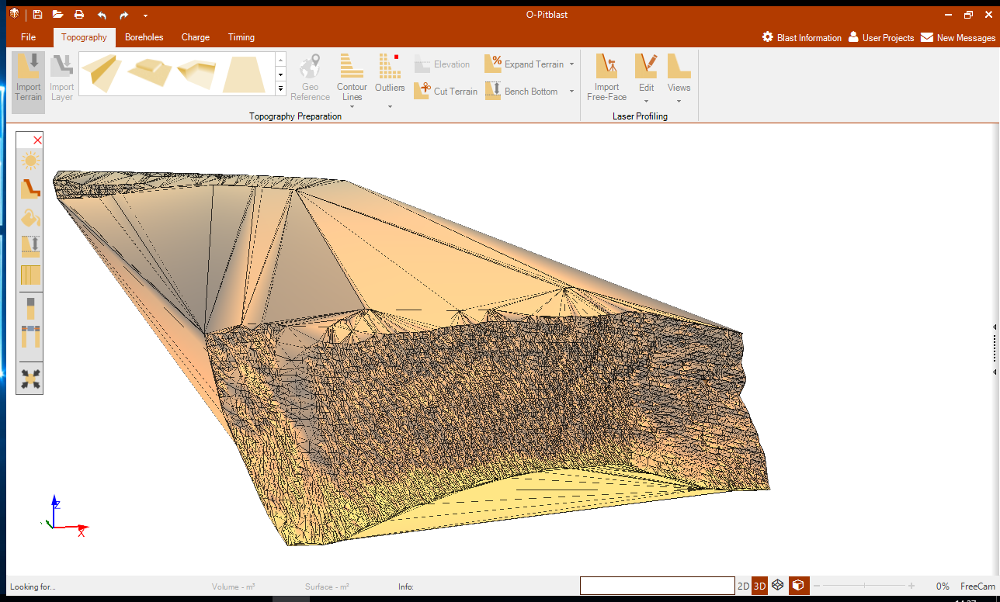 O-Pitblast
File Topography Boreholes Charge Timing Blast Information User Projects New Messages
Import Terrain
Import Layer
Geo Reference
Contour Lines
Outliers
Elevation
Cut Terrain
% Expand Terrain
Bench Bottom
Import Free-Face
Edit
Views
Topography Preparation Laser Profiling
Z
X
Looking for... Volume - m³ Surface - m² Info: 2D 3D 0% FreeCam